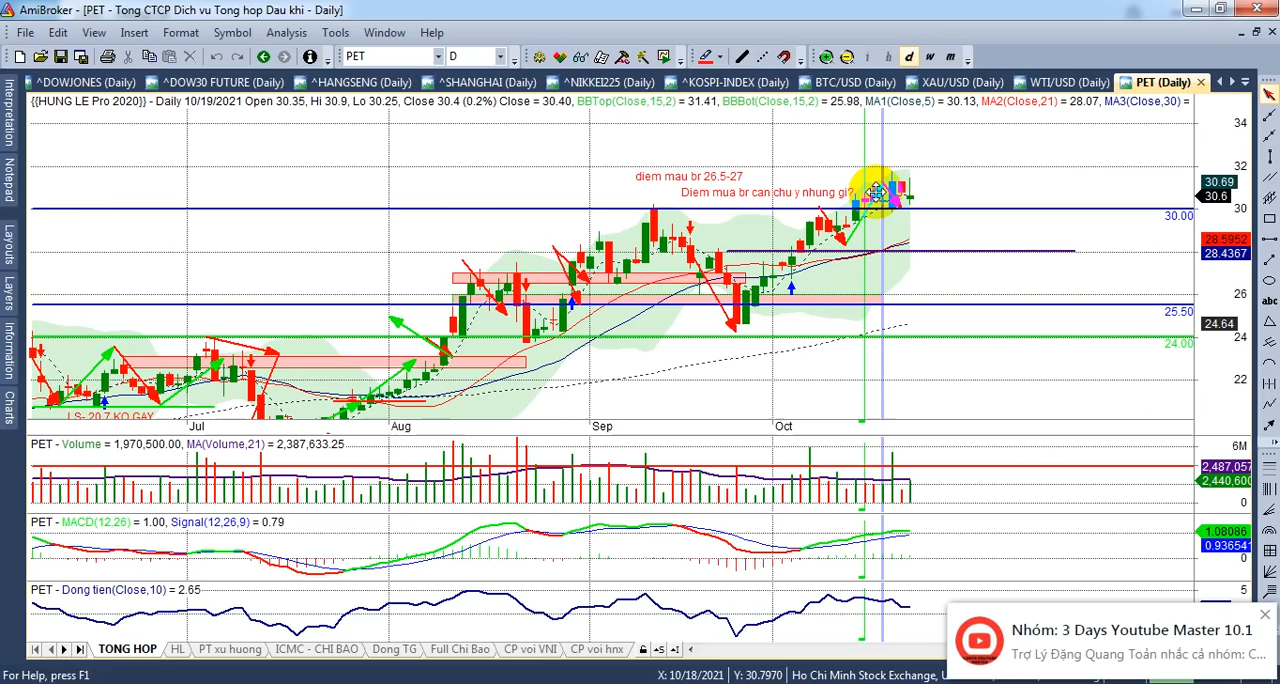 AmiBroker - [PET - Tong CTCP Dich vu Tong hop Dau khi - Daily]
File Edit View Insert Format Symbol Analysis Tools Window Help
PET D i h d w m
^DOWJONES (Daily) ^DOW30 FUTURE (Daily) ^HANGSENG (Daily) ^SHANGHAI (Daily) ^NIKKEI225 (Daily) ^KOSPI-INDEX (Daily) BTC/USD (Daily) XAU/USD (Daily) WTI/USD (Daily) PET (Daily)
{{HUNG LE Pro 2020}} - Daily 10/19/2021 Open 30.35, Hi 30.9, Lo 30.25, Close 30.4 (0.2%) Close = 30.40, BBTop(Close,15,2) = 31.41, BBBot(Close,15,2) = 25.98, MA1(Close,5) = 30.13, MA2(Close,21) = 28.07, MA3(Close,30) =
Interpretation
Notepad
Layers
Layouts
Information
Charts
abc
34
32
30.69
30.6
30
30.00
28.5952
28.4367
26
25.50
24.64
24.00
22
diem mau br 26.5-27
Diem mau br can chu y nhung gi?
LS- 20.7 KO GAY
Jul Aug Sep Oct
PET - Volume = 1,970,500.00, MA(Volume,21) = 2,387,633.25
6M
2,487,057
2,440,600
0
PET - MACD(12,26) = 1.00, Signal(12,26,9) = 0.79
1.08086
0.93654
0
PET - Dong tien(Close,10) = 2.65
5
TONG HOP HL PT xu huong ICMC - CHI BAO Dong TG Full Chi Bao CP voi VNI CP voi hnx
For Help, press F1
X: 10/18/2021 Y: 30.7970 Ho Chi Minh Stock Exchange, U
Nhóm: 3 Days Youtube Master 10.1
Trợ Lý Đặng Quang Toản nhắc cả nhóm: C...